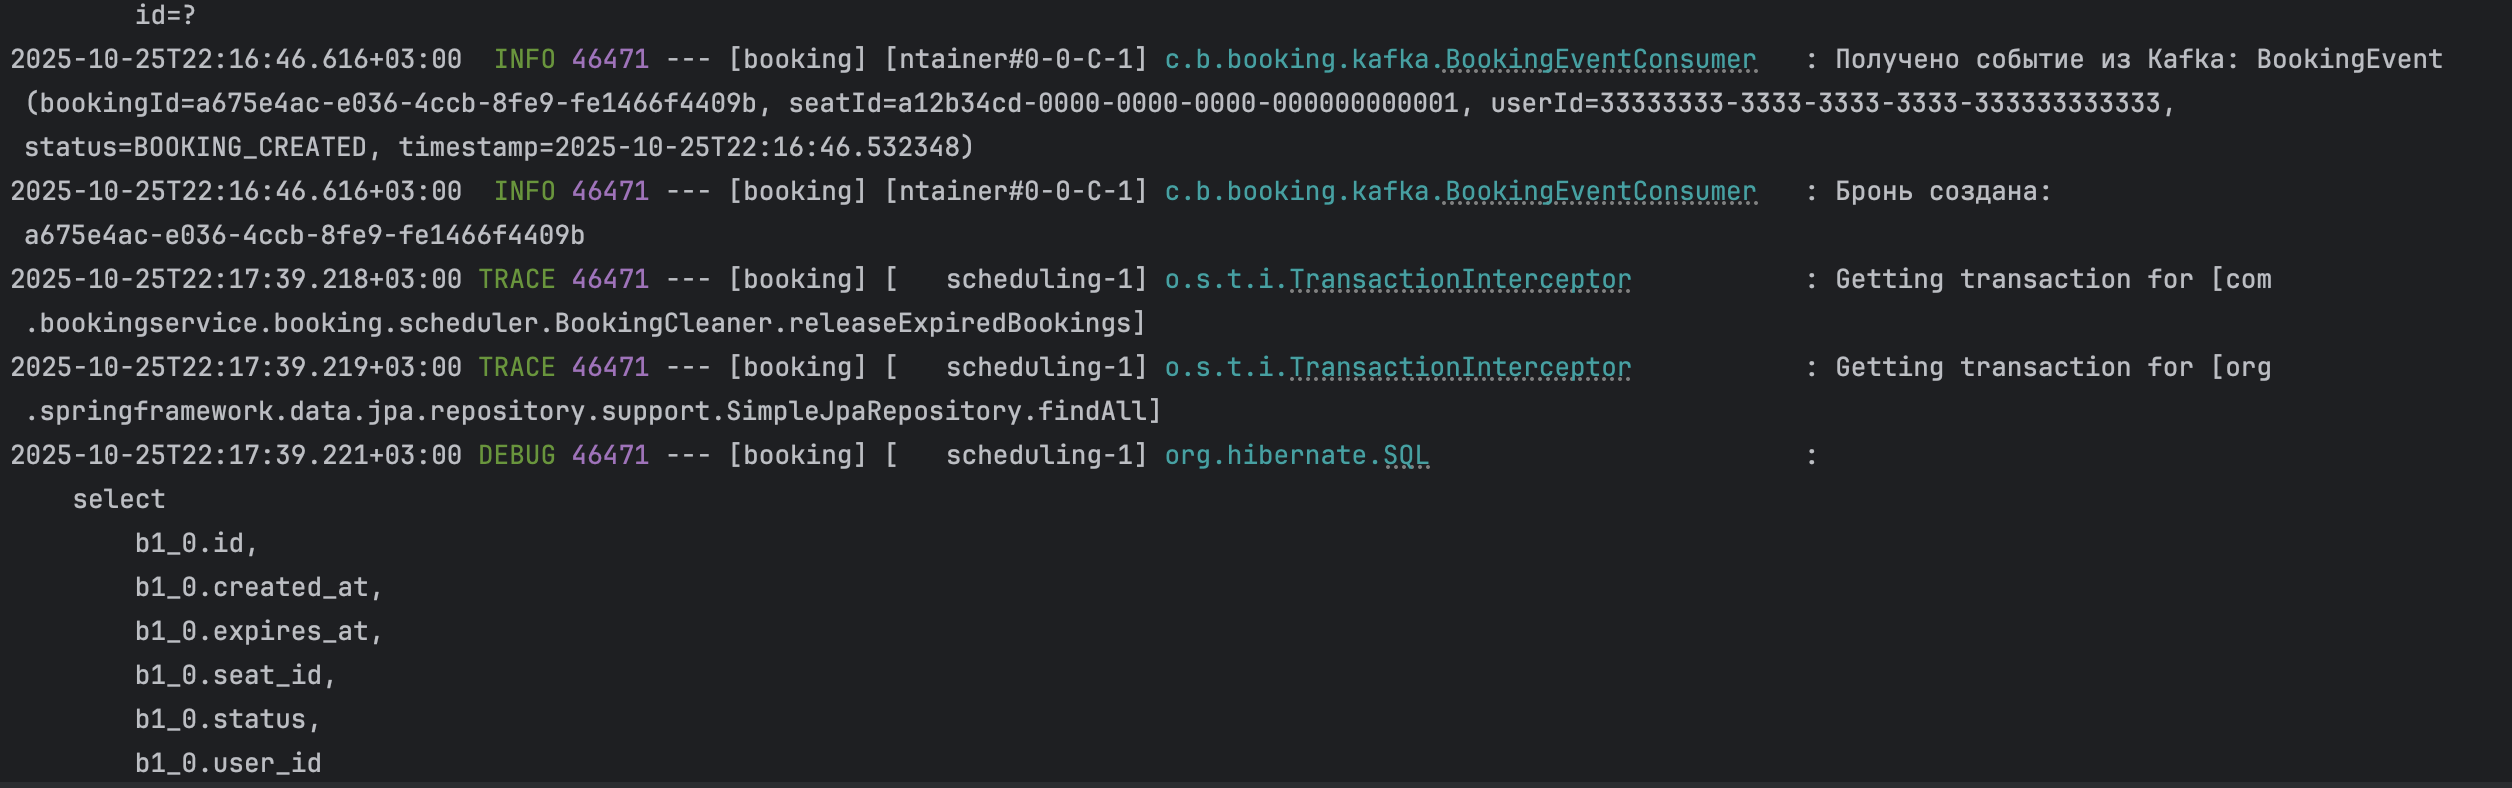 id=?
2025-10-25T22:16:46.616+03:00  INFO 46471 --- [booking] [ntainer#0-0-C-1] c.b.booking.kafka.BookingEventConsumer   : Получено событие из Kafka: BookingEvent
(bookingId=a675e4ac-e036-4ccb-8fe9-fe1466f4409b, seatId=a12b34cd-0000-0000-0000-000000000001, userId=33333333-3333-3333-3333-333333333333,
status=BOOKING_CREATED, timestamp=2025-10-25T22:16:46.532348)
2025-10-25T22:16:46.616+03:00  INFO 46471 --- [booking] [ntainer#0-0-C-1] c.b.booking.kafka.BookingEventConsumer   : Бронь создана:
a675e4ac-e036-4ccb-8fe9-fe1466f4409b
2025-10-25T22:17:39.218+03:00 TRACE 46471 --- [booking] [   scheduling-1] o.s.t.i.TransactionInterceptor           : Getting transaction for [com
.bookingservice.booking.scheduler.BookingCleaner.releaseExpiredBookings]
2025-10-25T22:17:39.219+03:00 TRACE 46471 --- [booking] [   scheduling-1] o.s.t.i.TransactionInterceptor           : Getting transaction for [org
.springframework.data.jpa.repository.support.SimpleJpaRepository.findAll]
2025-10-25T22:17:39.221+03:00 DEBUG 46471 --- [booking] [   scheduling-1] org.hibernate.SQL                        :
select
b1_0.id,
b1_0.created_at,
b1_0.expires_at,
b1_0.seat_id,
b1_0.status,
b1_0.user_id